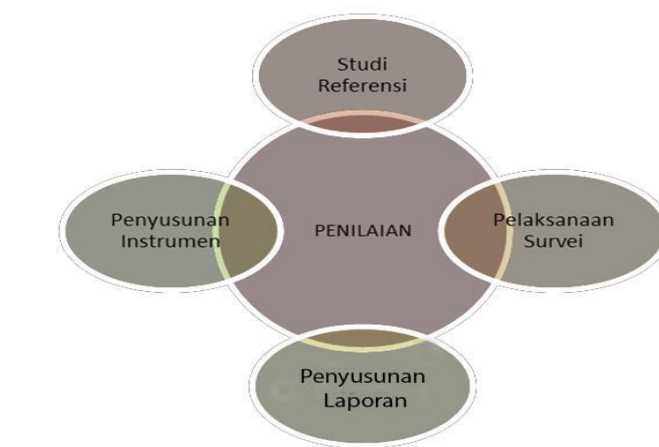 Studi
Referensi
Penyusunan
Instrumen
PENILAIAN
Pelaksanaan
Survei
Penyusunan
Laporan